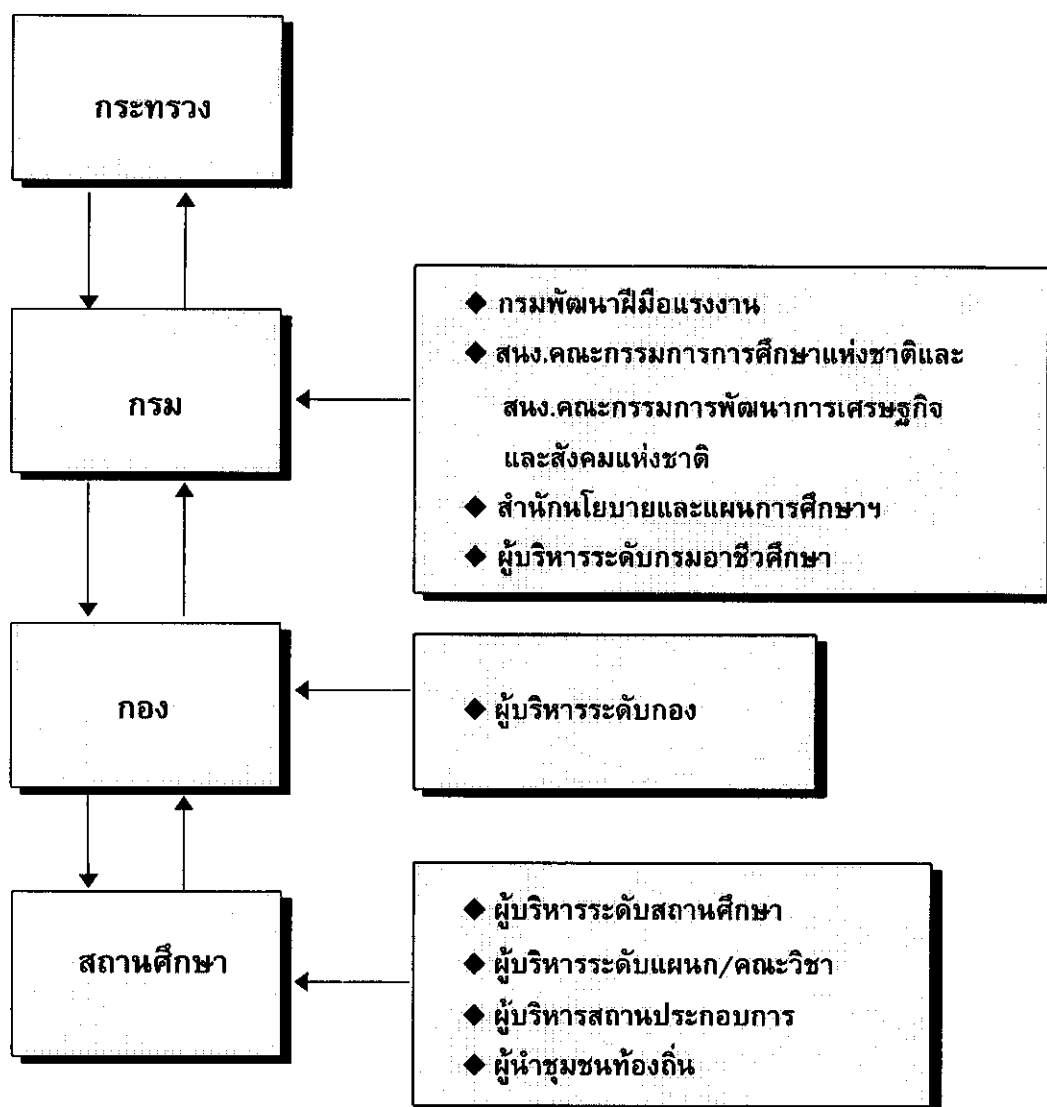 กระทรวง
กรม
◆ กรมพัฒนาฝีมือแรงงาน
◆ สนง.คณะกรรมการการศึกษาแห่งชาติและ
สนง.คณะกรรมการพัฒนาการเศรษฐกิจ
และสังคมแห่งชาติ
◆ สำนักนโยบายและแผนการศึกษาฯ
◆ ผู้บริหารระดับกรมอาชีวศึกษา
กอง
◆ ผู้บริหารระดับกอง
สถานศึกษา
◆ ผู้บริหารระดับสถานศึกษา
◆ ผู้บริหารระดับแผนก/คณะวิชา
◆ ผู้บริหารสถานประกอบการ
◆ ผู้นำชุมชนท้องถิ่น